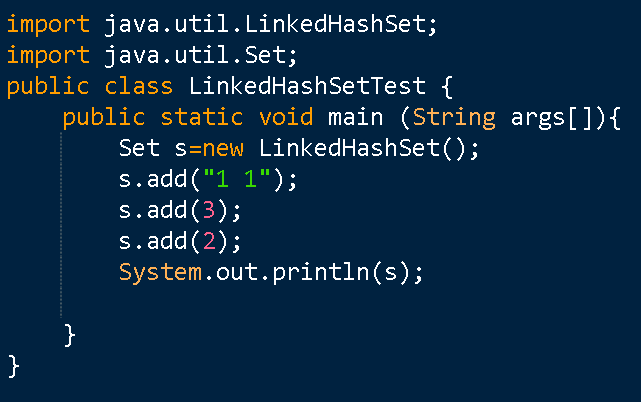 import java.util.LinkedHashSet;
import java.util.Set;
public class LinkedHashSetTest {
    public static void main (String args[]){
        Set s=new LinkedHashSet();
        s.add("1 1");
        s.add(3);
        s.add(2);
        System.out.println(s);
    }
}